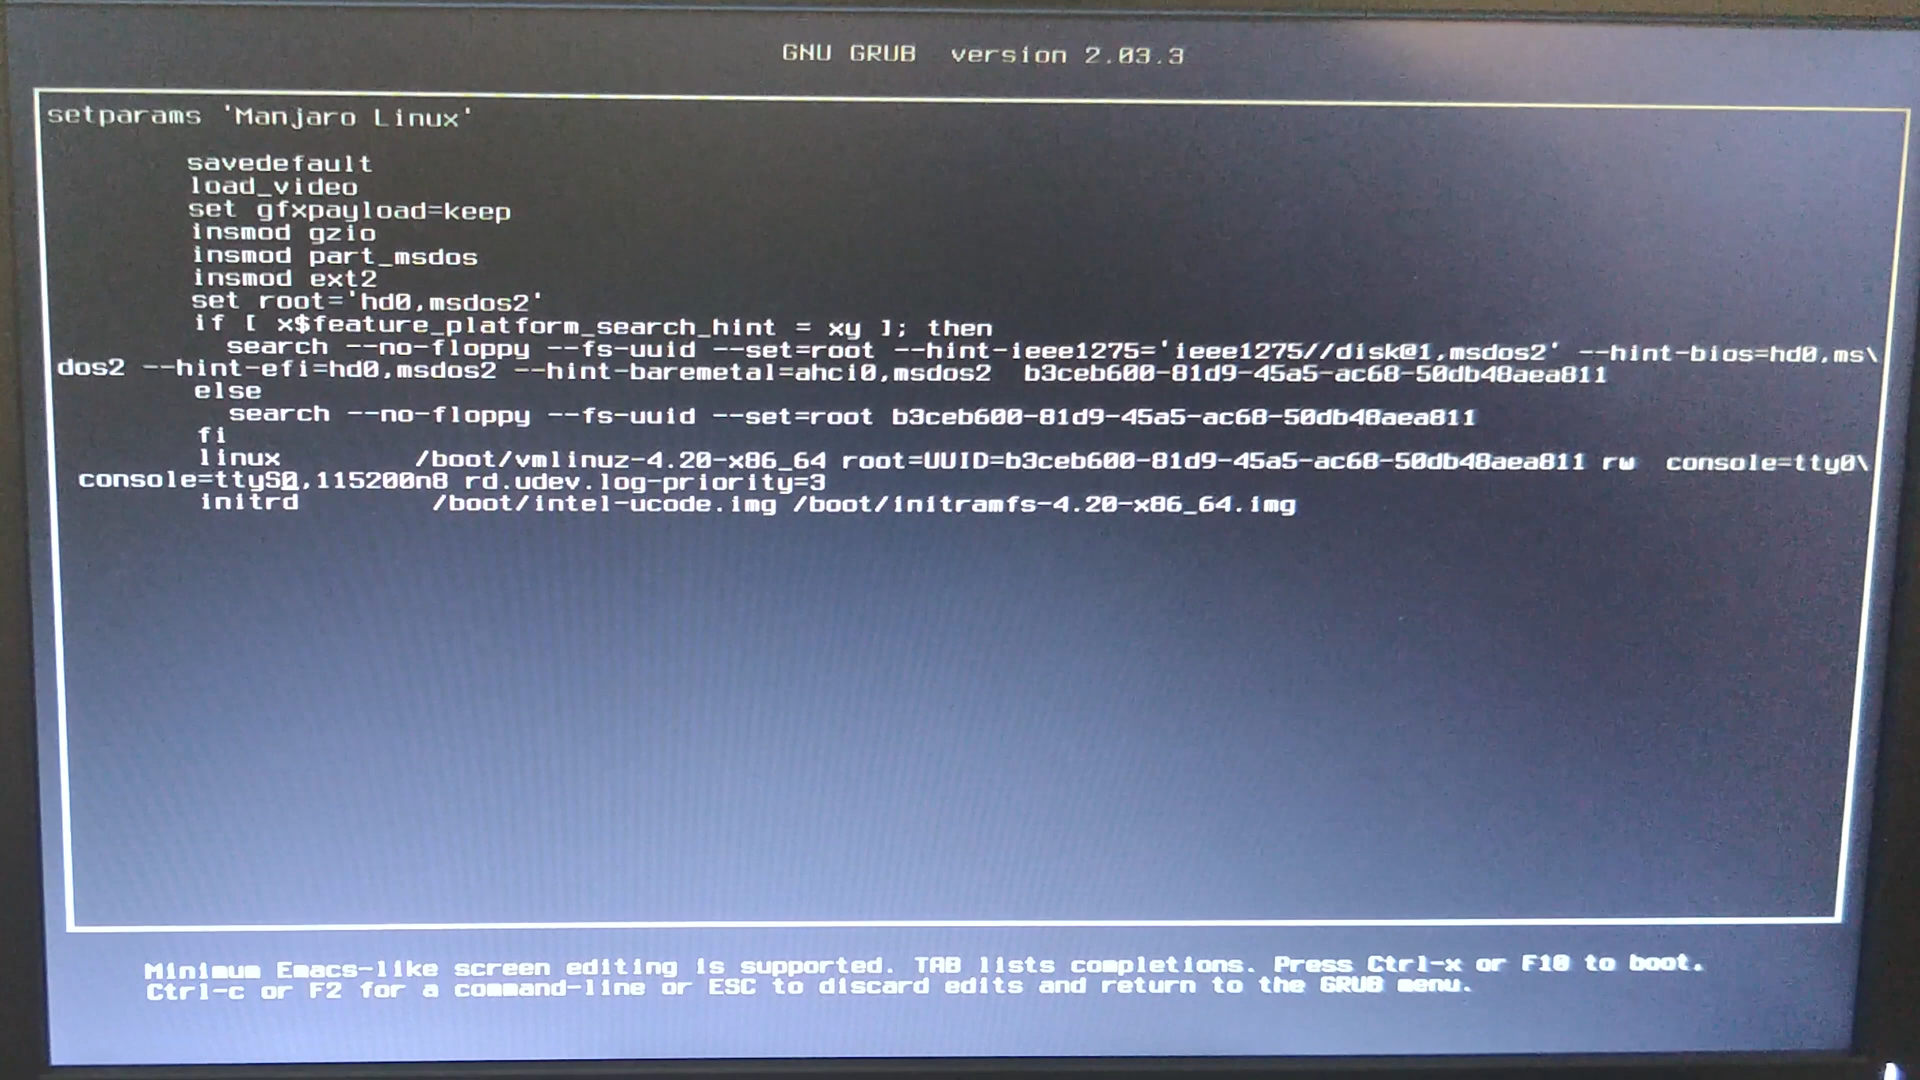 GNU GRUB  version 2.03.3
setparams 'Manjaro Linux'
savedefault
load_video
set gfxpayload=keep
insmod gzio
insmod part_msdos
insmod ext2
set root='hd0,msdos2'
if [ x$feature_platform_search_hint = xy ]; then
search --no-floppy --fs-uuid --set=root --hint-ieee1275='ieee1275//disk@1,msdos2' --hint-bios=hd0,ms\
dos2 --hint-efi=hd0,msdos2 --hint-baremetal=ahci0,msdos2  b3ceb600-81d9-45a5-ac68-50db48aea811
else
search --no-floppy --fs-uuid --set=root b3ceb600-81d9-45a5-ac68-50db48aea811
fi
linux        /boot/vmlinuz-4.20-x86_64 root=UUID=b3ceb600-81d9-45a5-ac68-50db48aea811 rw  console=tty0\
console=ttyS0,115200n8 rd.udev.log-priority=3
initrd        /boot/intel-ucode.img /boot/initramfs-4.20-x86_64.img
Minimum Emacs-like screen editing is supported. TAB lists completions. Press Ctrl-x or F10 to boot.
Ctrl-c or F2 for a command-line or ESC to discard edits and return to the GRUB menu.